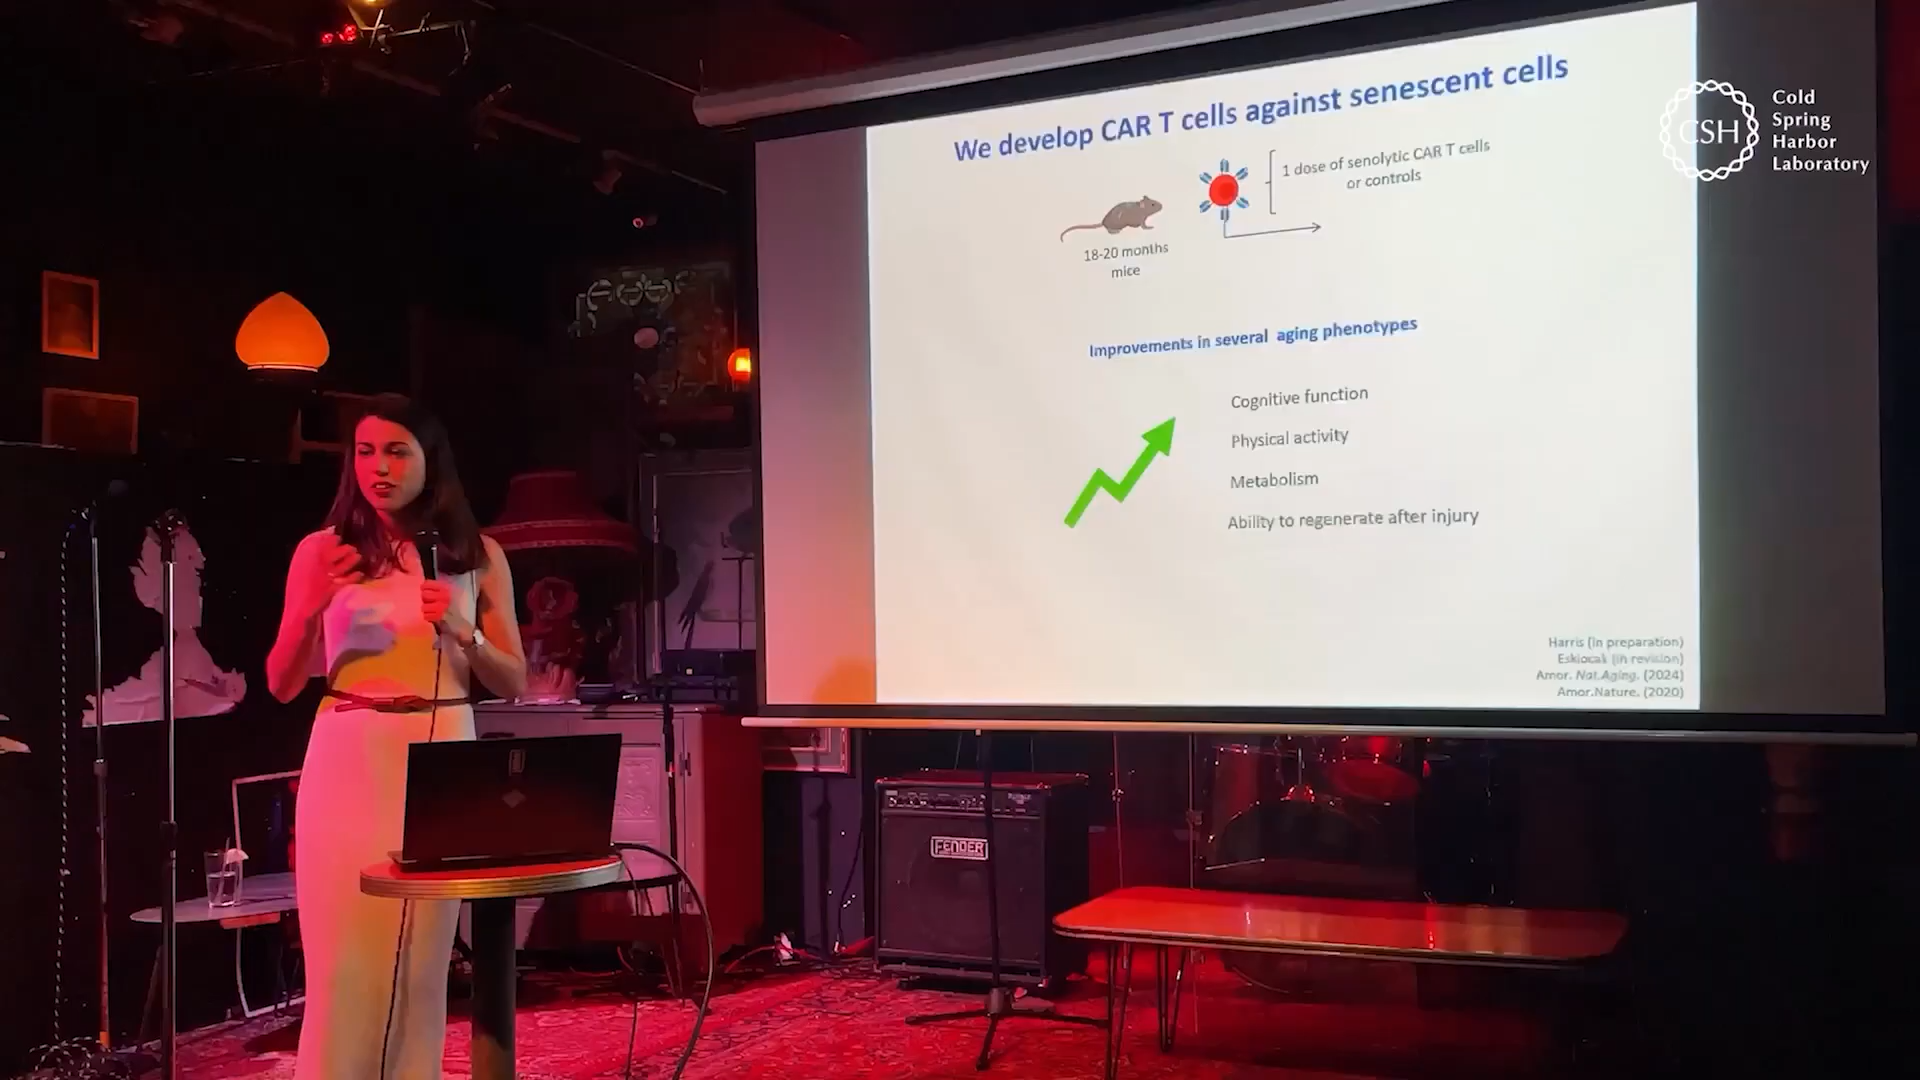 We develop CAR T cells against senescent cells
1 dose of senolytic CAR T cells
or controls
18-20 months
mice
Improvements in several aging phenotypes
Cognitive function
Physical activity
Metabolism
Ability to regenerate after injury
Harris (in preparation)
Eskiocak (in revision)
Amor. Nat.Aging. (2024)
Amor.Nature. (2020)
CSH
Cold
Spring
Harbor
Laboratory
FENDER